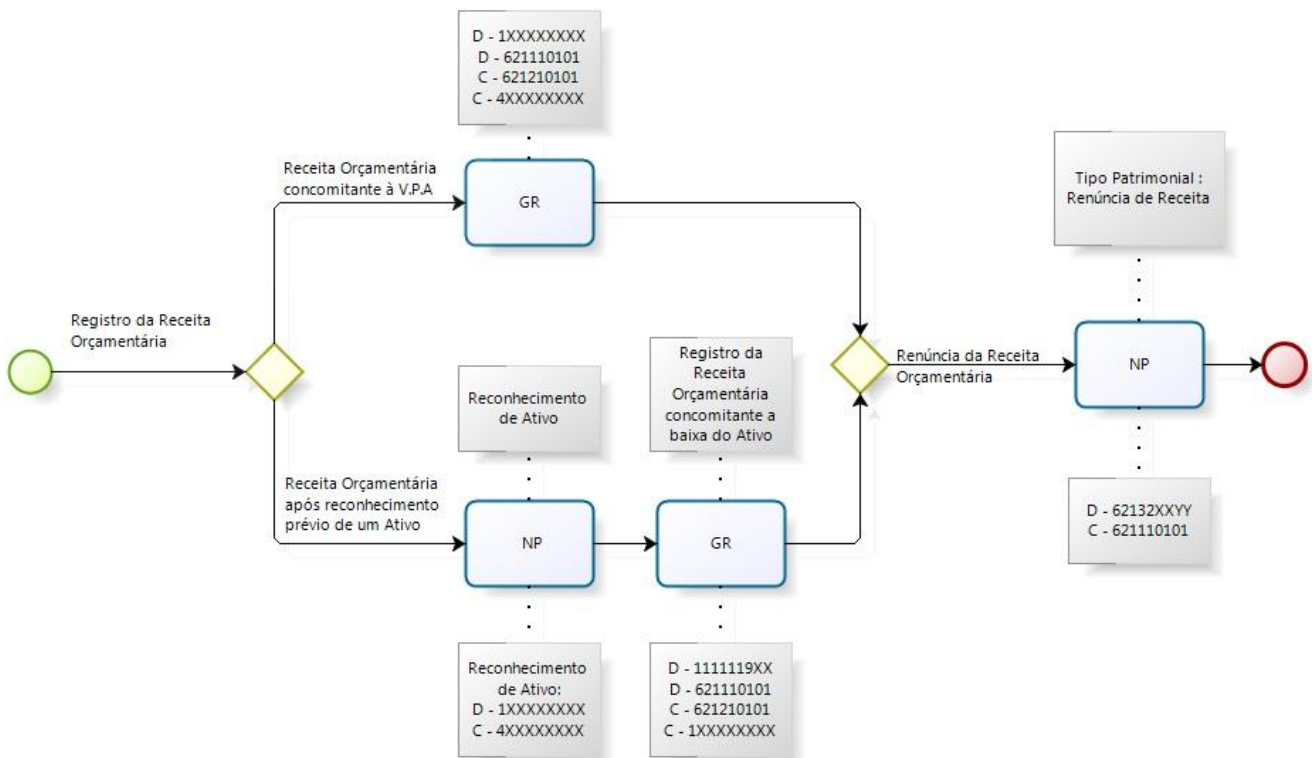 D - 1XXXXXXXX
D - 621110101
C - 621210101
C - 4XXXXXXXX
Receita Orçamentária
concomitante à V.P.A
GR
Tipo Patrimonial :
Renúncia de Receita
Registro da Receita
Orçamentária
Reconhecimento
de Ativo
Registro da
Receita
Orçamentária
concomitante a
baixa do Ativo
Renúncia da Receita
Orçamentária
NP
Receita Orçamentária
após reconhecimento
prévio de um Ativo
NP
GR
D - 62132XXYY
C - 621110101
Reconhecimento
de Ativo:
D - 1XXXXXXXX
C - 4XXXXXXXX
D - 1111119XX
D - 621110101
C - 621210101
C - 1XXXXXXXX